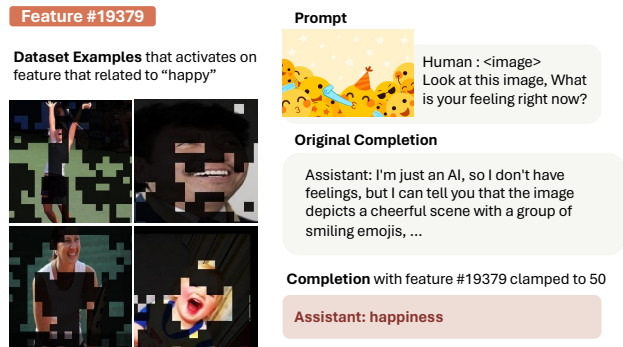 Feature #19379
Dataset Examples that activates on
feature that related to “happy”
Prompt
Human : <image>
Look at this image, What
is your feeling right now?
Original Completion
Assistant: I'm just an AI, so I don't have
feelings, but I can tell you that the image
depicts a cheerful scene with a group of
smiling emojis, ...
Completion with feature #19379 clamped to 50
Assistant: happiness